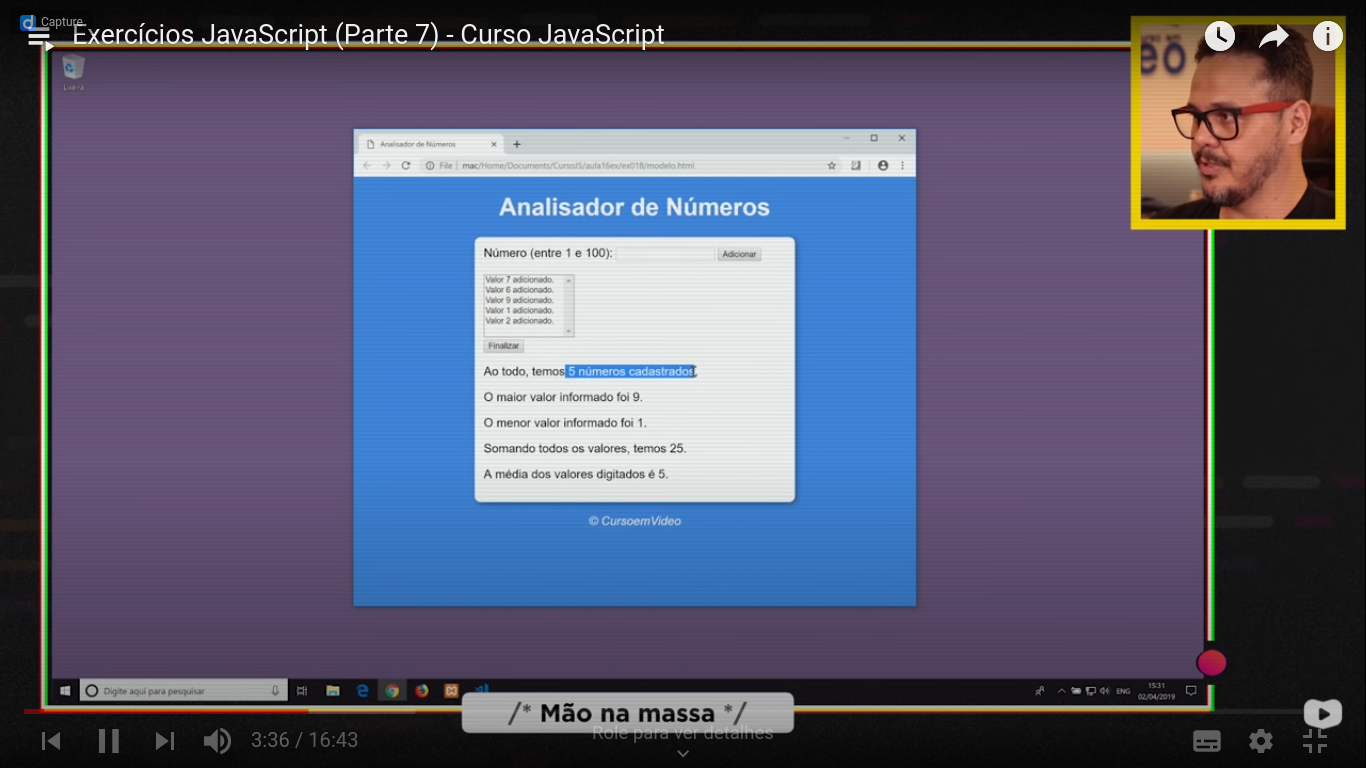 Capture
Exercícios JavaScript (Parte 7) - Curso JavaScript
eo
Lixeira
Analisador de Números
File | mac/Home/Documents/CursoJS/aula16ex/ex018/modelo.html
Analisador de Números
Número (entre 1 e 100): Adicionar
Valor 7 adicionado.
Valor 6 adicionado.
Valor 9 adicionado.
Valor 1 adicionado.
Valor 2 adicionado.
Finalizar
Ao todo, temos 5 números cadastrados.
O maior valor informado foi 9.
O menor valor informado foi 1.
Somando todos os valores, temos 25.
A média dos valores digitados é 5.
© CursoemVideo
Digite aqui para pesquisar
ENG
15:31
02/04/2019
/* Mão na massa */
Role para ver detalhes
3:36 / 16:43